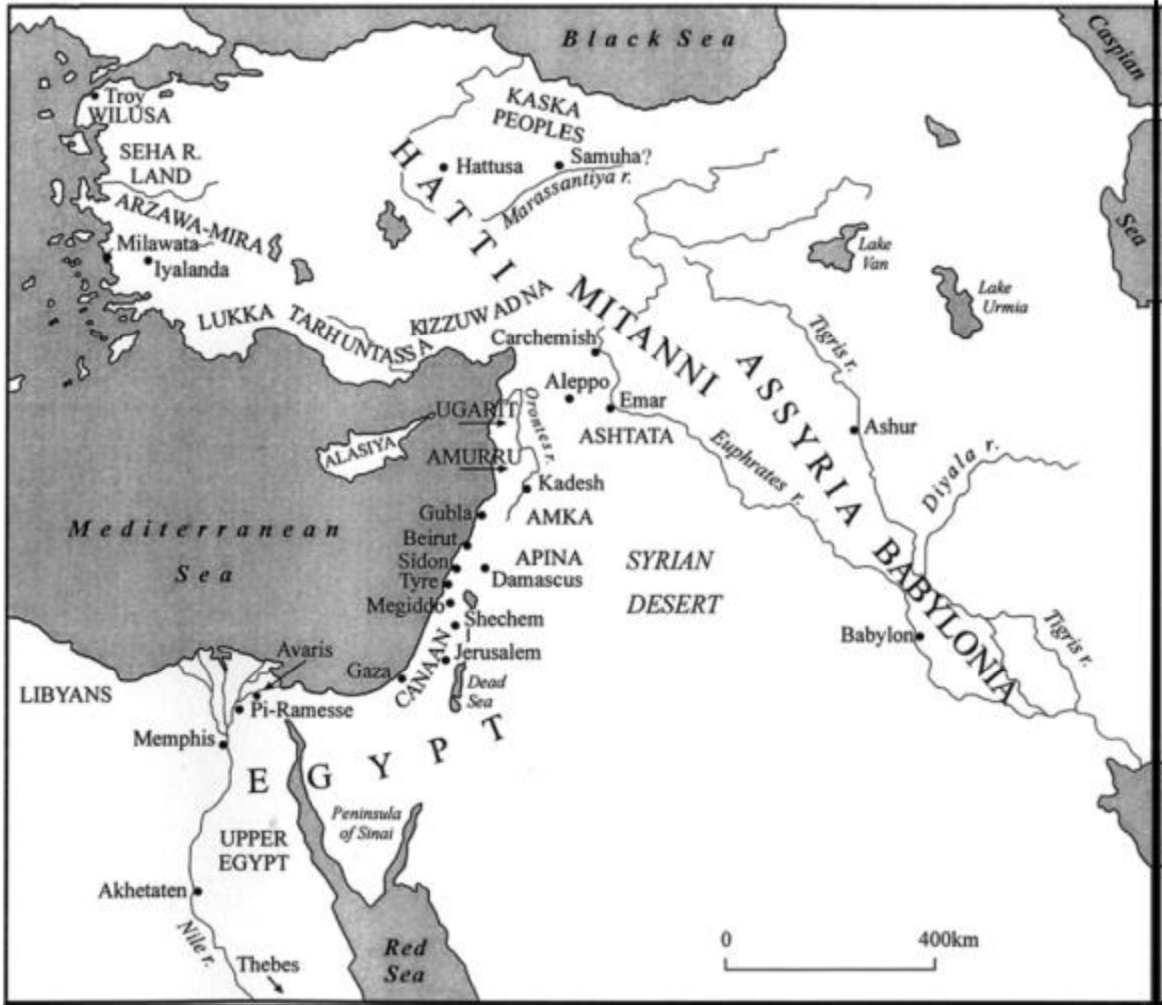 Black Sea
Caspian
Sea
Troy
WILUSA
KASKA
PEOPLES
SEHA R.
LAND
HATTI
Hattusa
Samuha?
Marassantiya r.
ARZAWA-MIRA
Milawata
Iyalanda
Lake
Van
Lake
Urmia
LUKKA
TARHUNTASSA
KIZZUWADNA
MITANNI
ASSYRIA
Tigris r.
Carchemish
Aleppo
Emar
ASHTATA
UGARIT
Orontes r.
ALASIYA
AMURRU
Ashur
Euphrates r.
Diyala r.
Kadesh
Gubla
AMKA
Mediterranean
Sea
Beirut
Sidon
APINA
Damascus
Tyre
Megiddo
Shechem
SYRIAN
DESERT
BABYLONIA
Babylon
Tigris r.
Avaris
Gaza
CANAAN
Jerusalem
Dead
Sea
LIBYANS
Pi-Ramesse
Memphis
EGYPT
Peninsula
of Sinai
UPPER
EGYPT
Akhetaten
Nile r.
Thebes
Red
Sea
0 400km